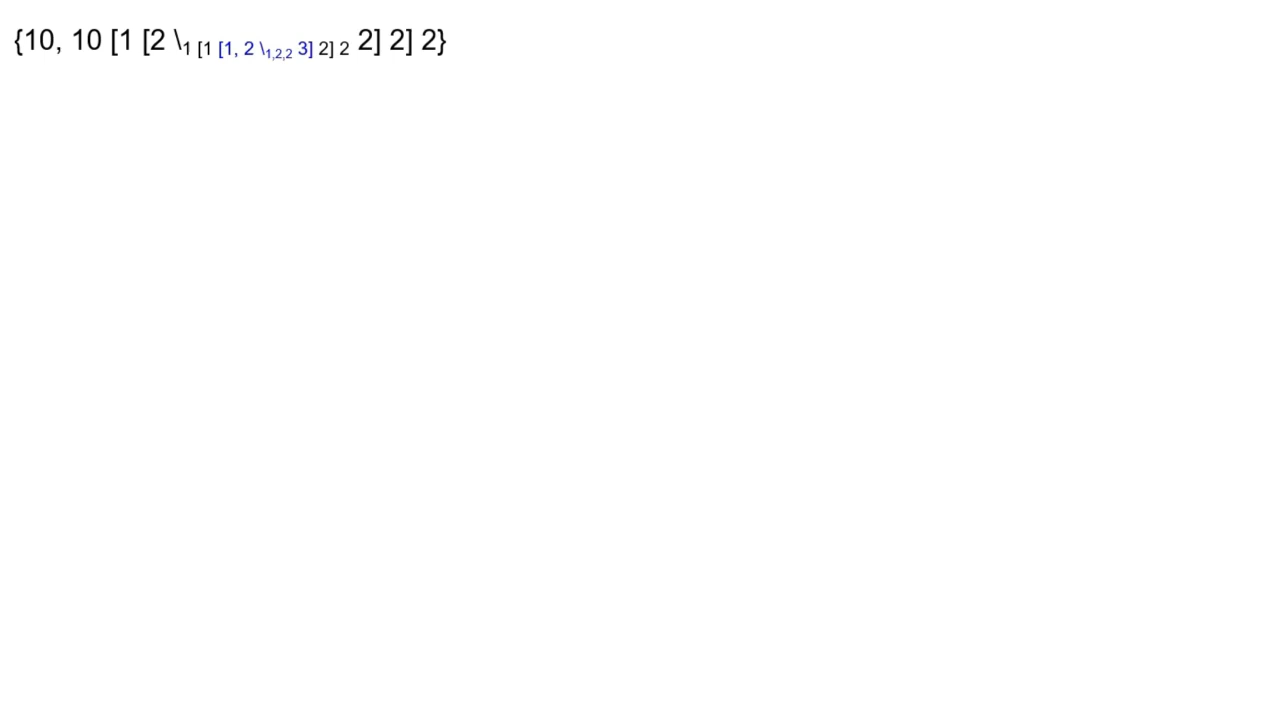 {10, 10 [1 [2 \1 [1 [1, 2 \1,2,2 3] 2] 2 2] 2] 2}